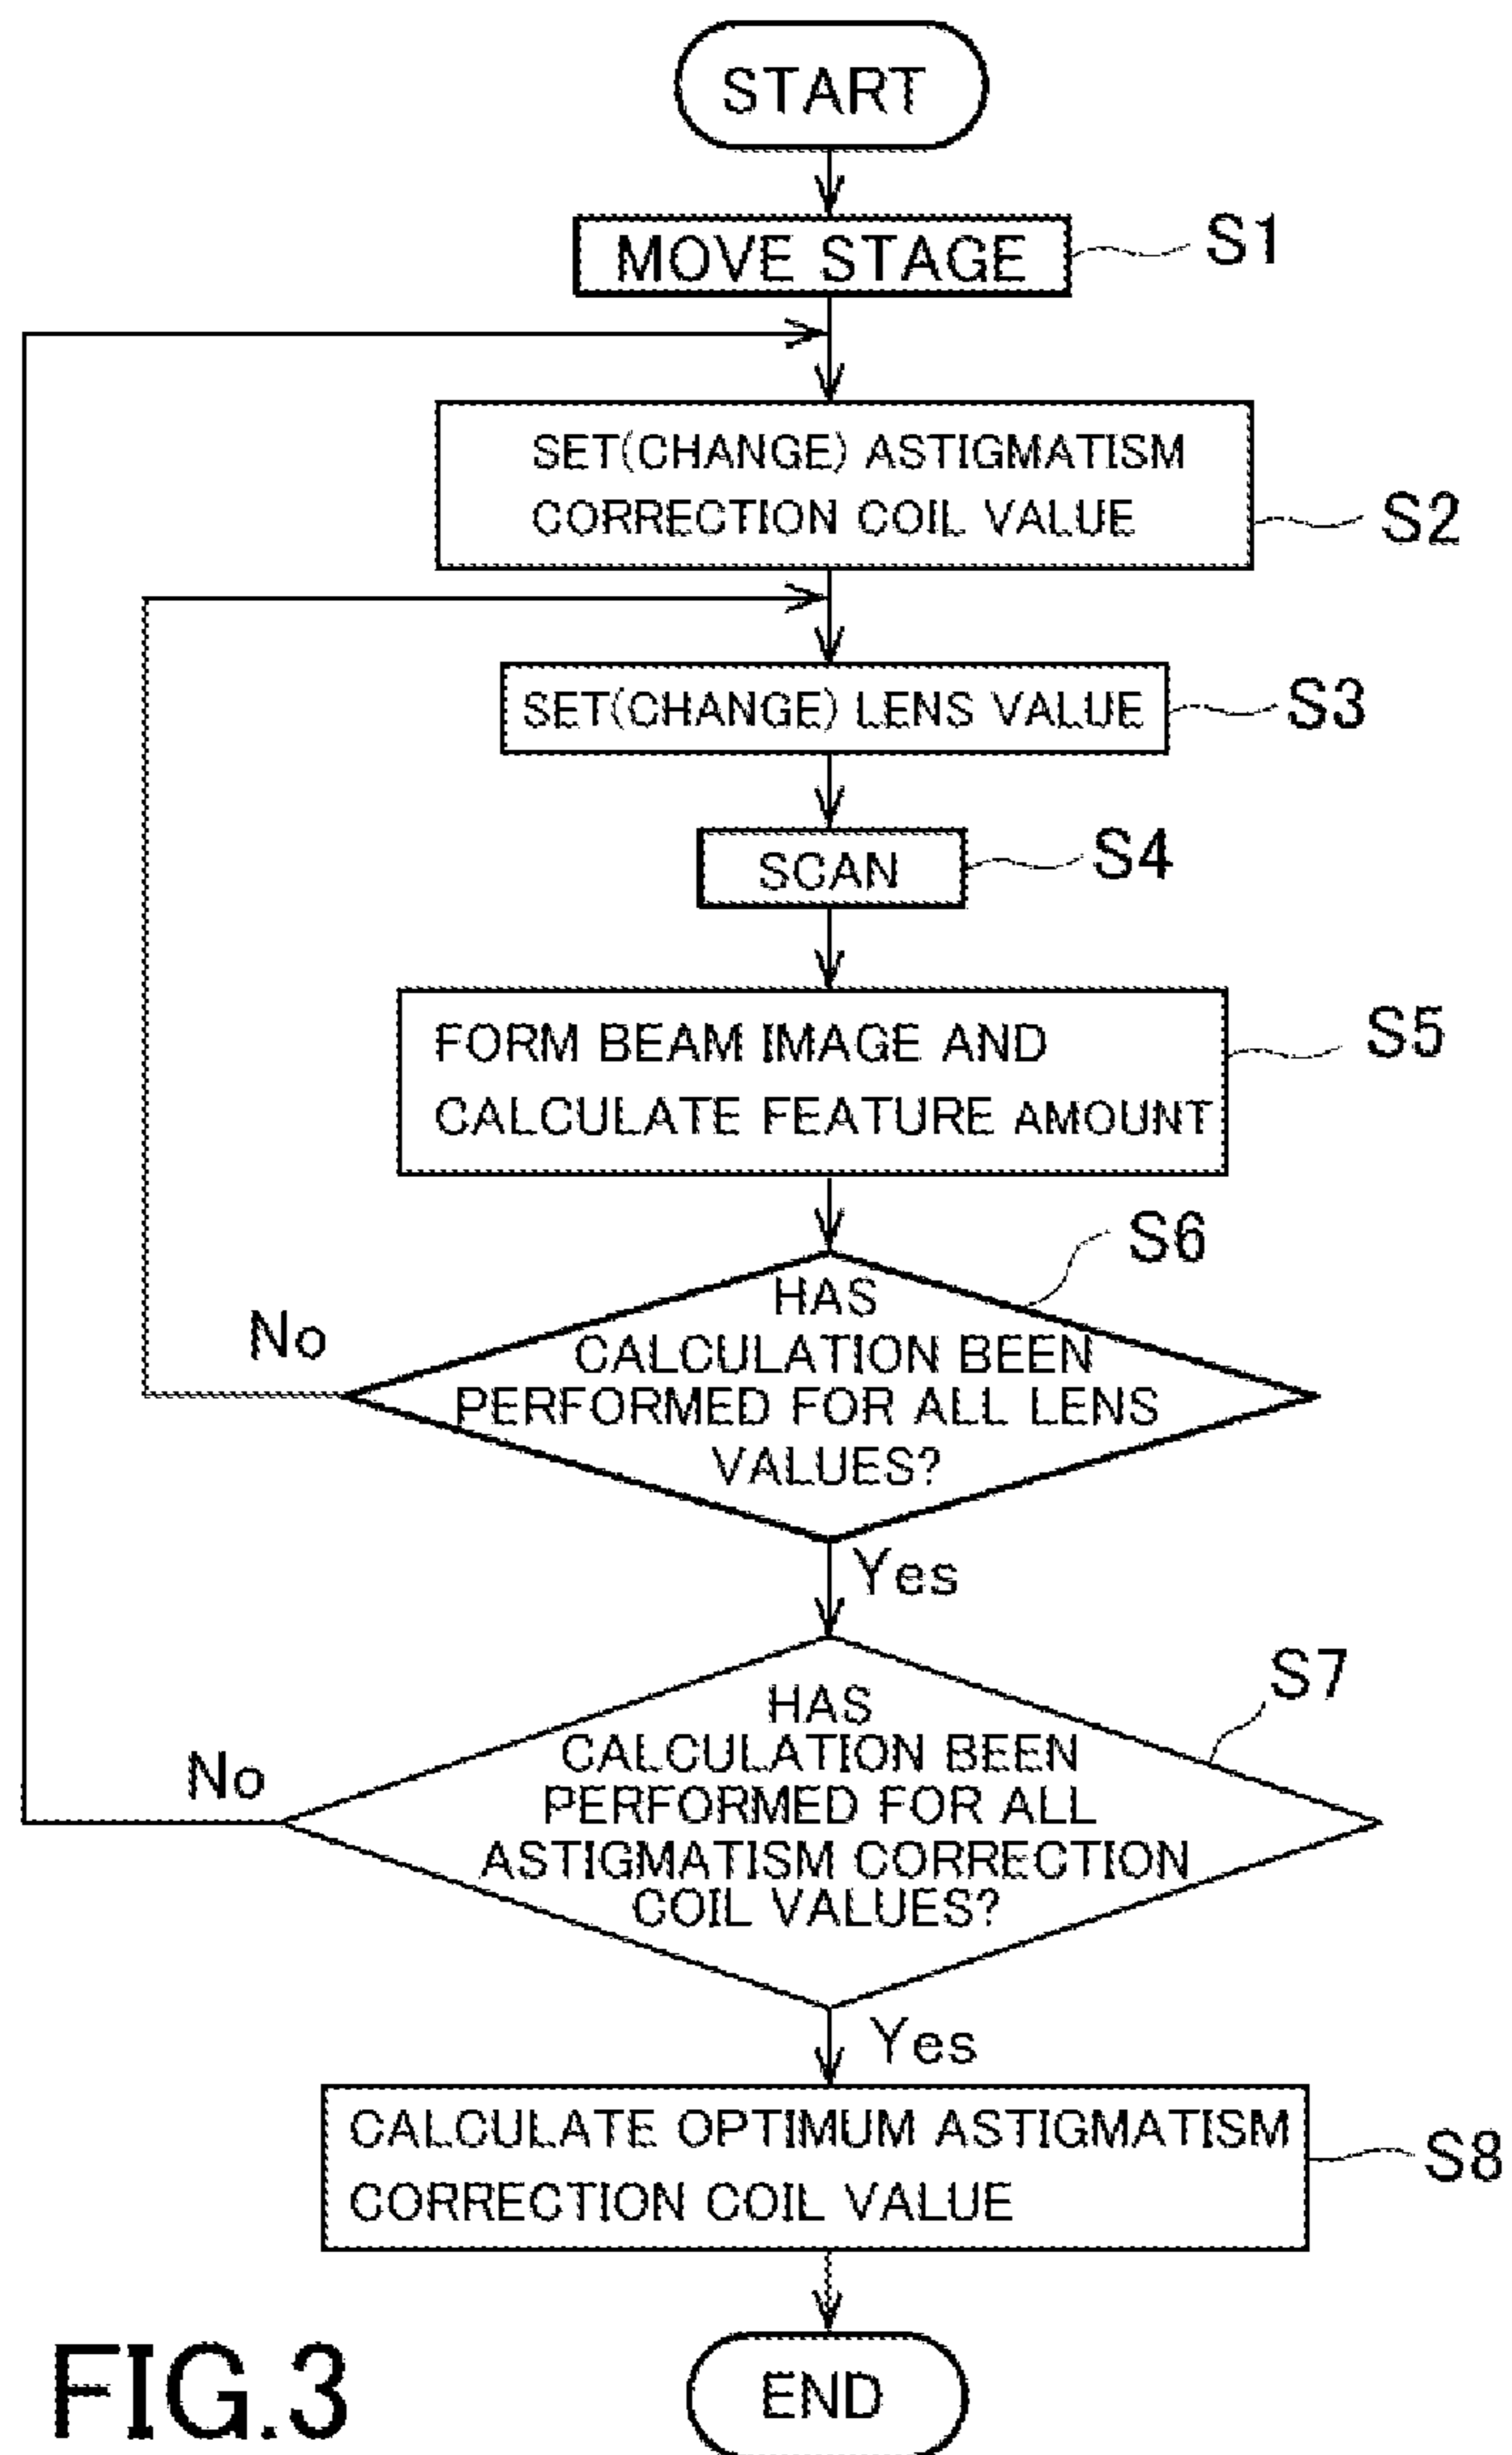 START
MOVE STAGE
S1
SET(CHANGE) ASTIGMATISM
CORRECTION COIL VALUE
S2
SET(CHANGE) LENS VALUE
S3
SCAN
S4
FORM BEAM IMAGE AND
CALCULATE FEATURE AMOUNT
S5
S6
HAS
CALCULATION BEEN
PERFORMED FOR ALL LENS
VALUES?
No
Yes
S7
HAS
CALCULATION BEEN
PERFORMED FOR ALL
ASTIGMATISM CORRECTION
COIL VALUES?
No
Yes
CALCULATE OPTIMUM ASTIGMATISM
CORRECTION COIL VALUE
S8
END
FIG.3